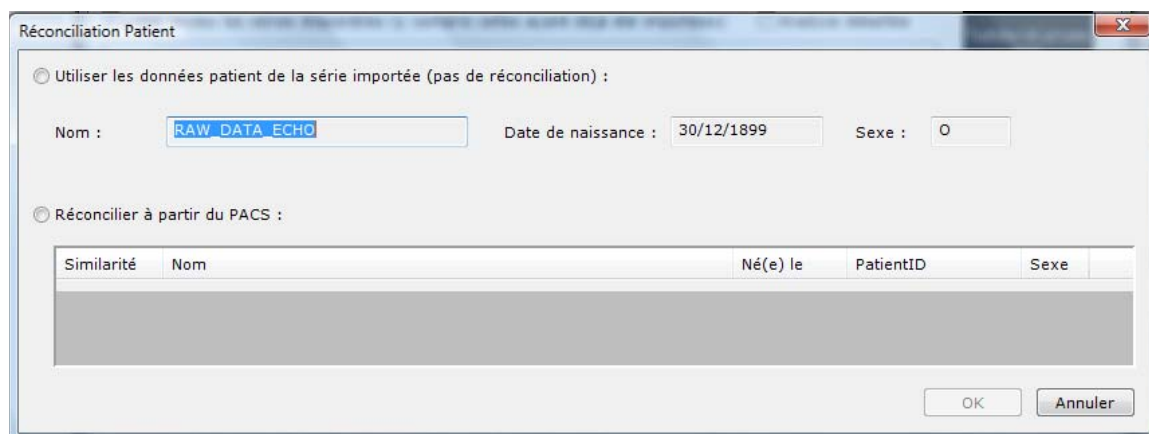 Réconciliation Patient
Utiliser les données patient de la série importée (pas de réconciliation) :
Nom : RAW_DATA_ECHO Date de naissance : 30/12/1899 Sexe : O
Réconcilier à partir du PACS :
Similarité Nom Né(e) le PatientID Sexe
OK Annuler